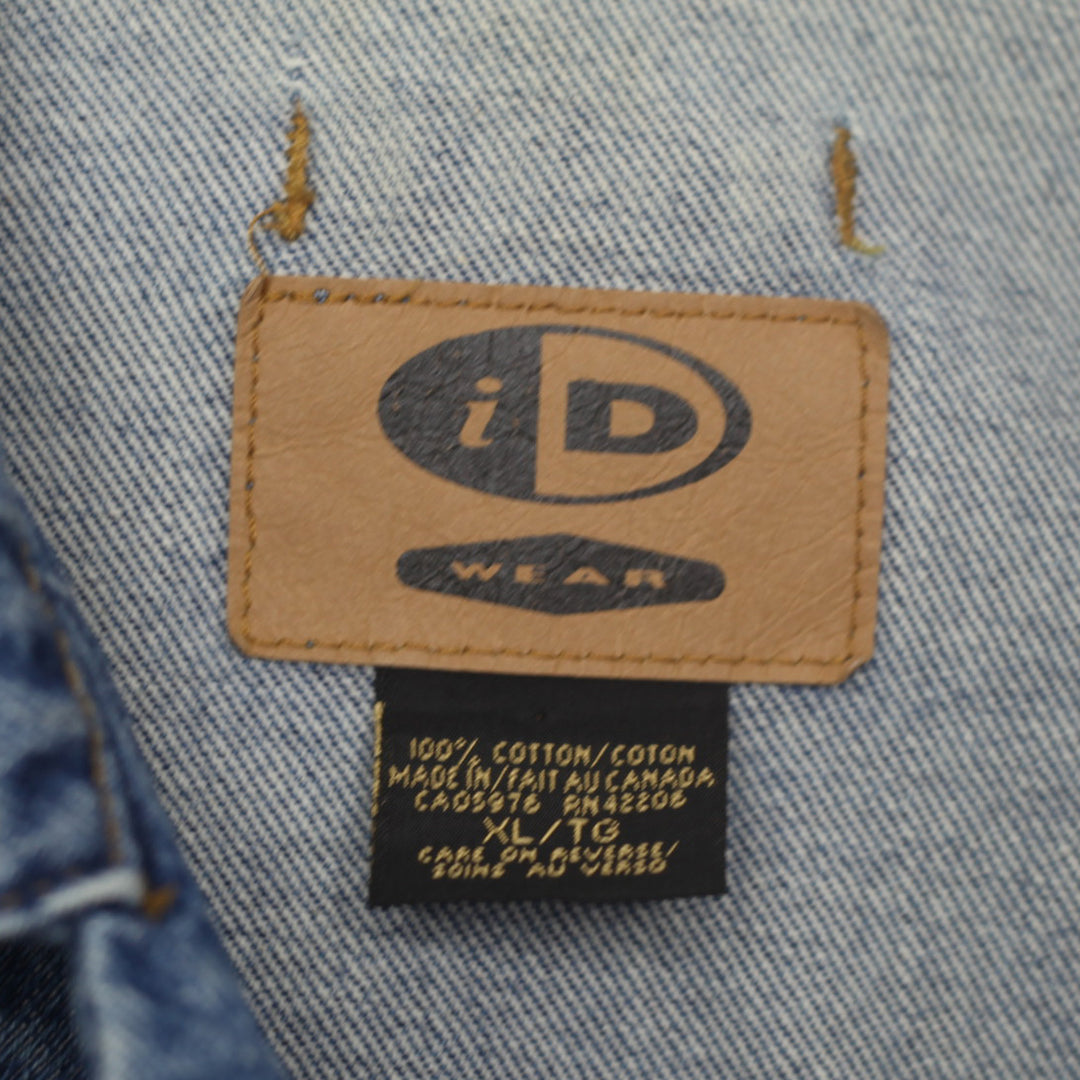 iD
WEAR
100% COTTON/COTON
MADE IN/FAIT AU CANADA
CA05976 RN42206
XL/TG
CARE ON REVERSE/
SOINS AU VERSO